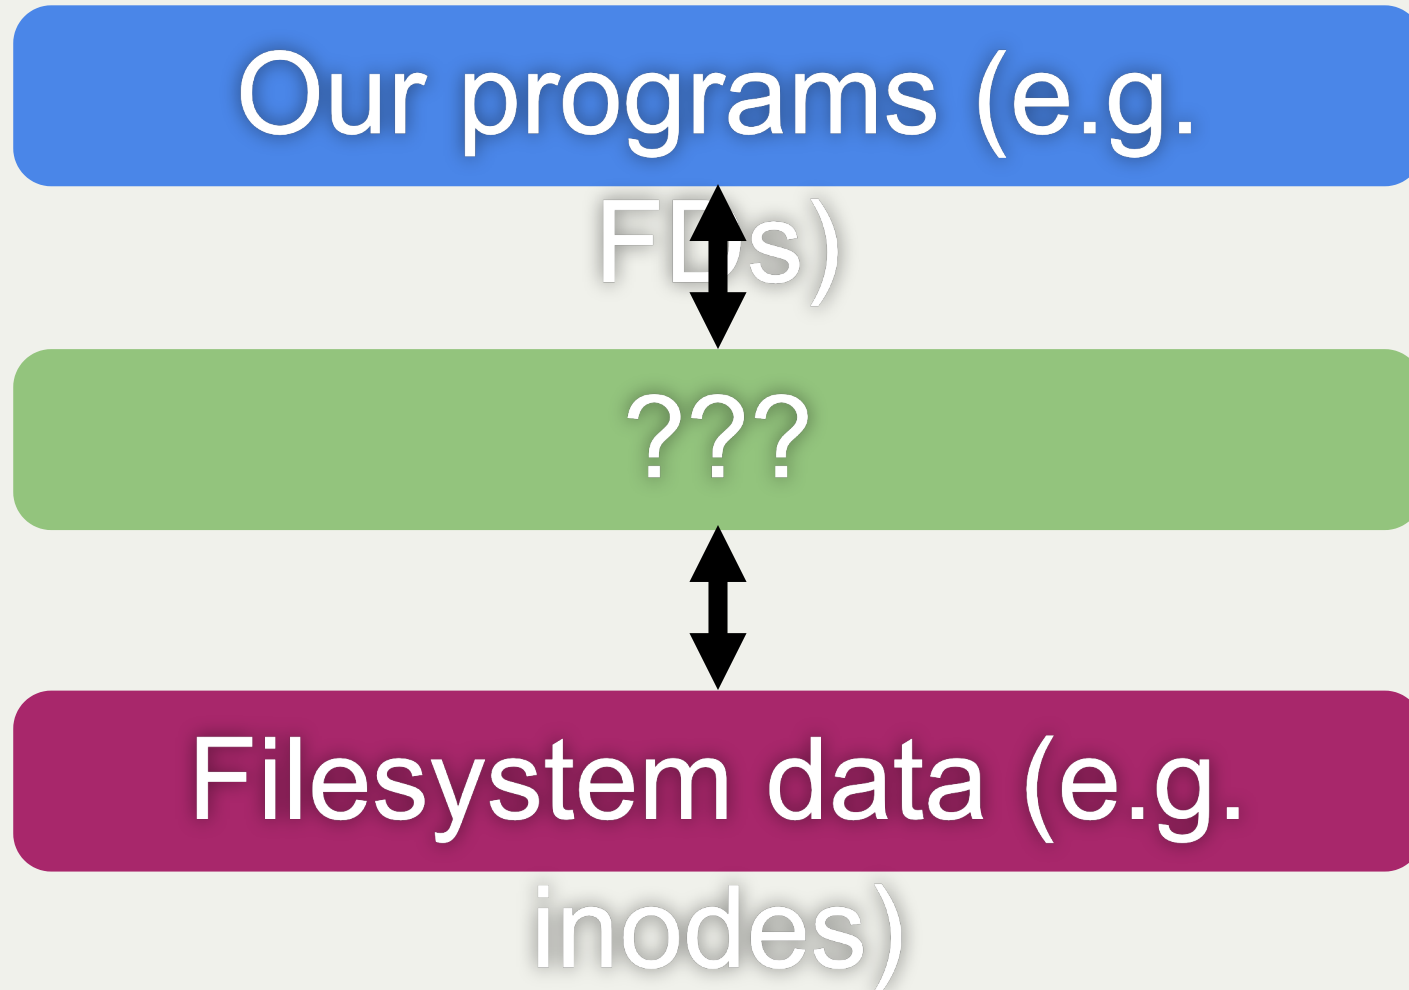 Our programs (e.g.
FDs)
???
Filesystem data (e.g.
inodes)